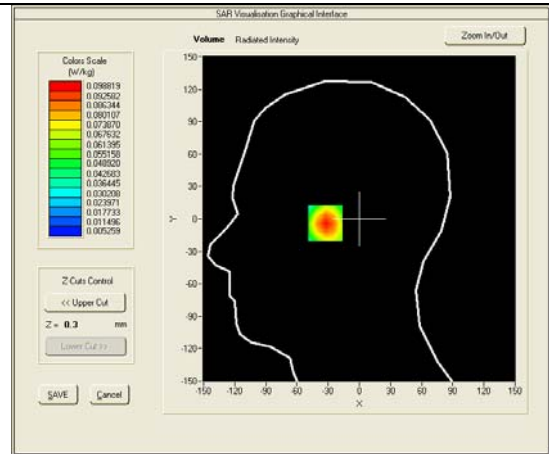 SAR Visualisation Graphical Interface
Volume Radiated Intensity
Zoom In/Out
Colors Scale
(W/kg)
0.098819
0.092582
0.086344
0.080107
0.073870
0.067632
0.061395
0.055158
0.048920
0.042683
0.036445
0.030208
0.023971
0.017733
0.011496
0.005259
Z Cuts Control
<< Upper Cut
Z = 0.3 mm
Lower Cut >>
SAVE Cancel
150
120
90
60
30
Y 0
-30
-60
-90
-120
-150
-150 -120 -90 -60 -30 0 30 60 90 120 150
X